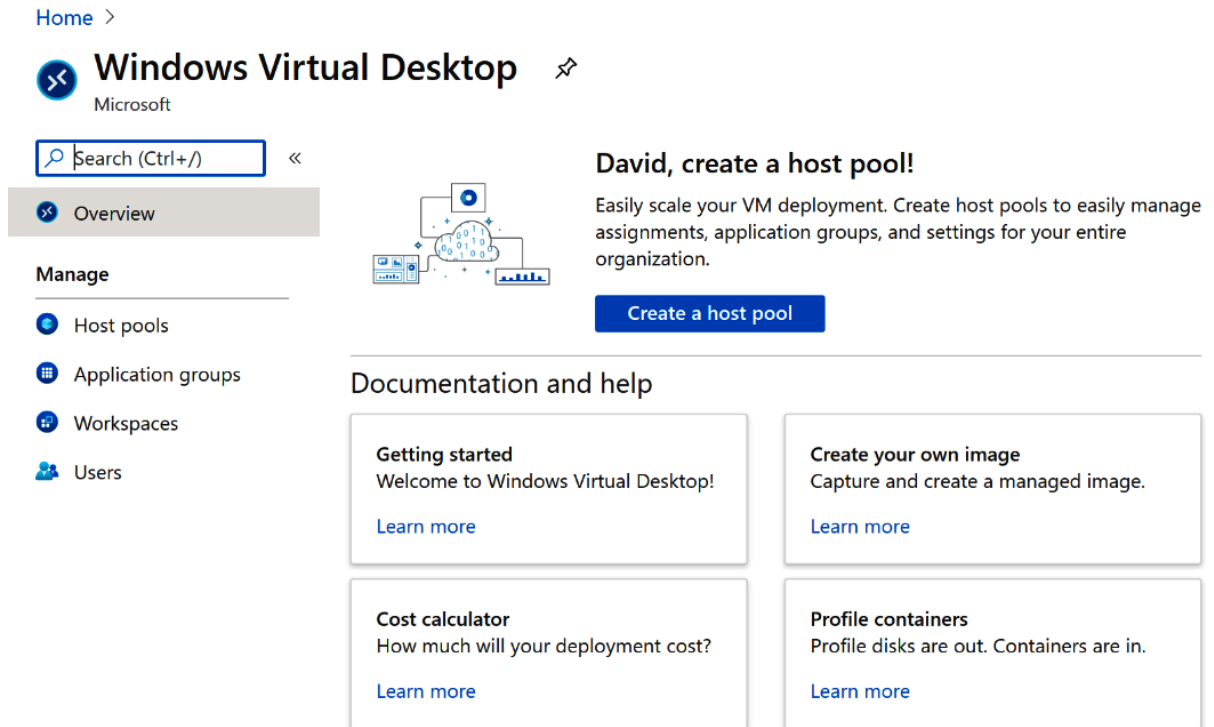 Home >
Windows Virtual Desktop
Microsoft
Search (Ctrl+/)
«
Overview
Manage
Host pools
Application groups
Workspaces
Users
David, create a host pool!
Easily scale your VM deployment. Create host pools to easily manage
assignments, application groups, and settings for your entire
organization.
Create a host pool
Documentation and help
Getting started
Welcome to Windows Virtual Desktop!
Learn more
Create your own image
Capture and create a managed image.
Learn more
Cost calculator
How much will your deployment cost?
Learn more
Profile containers
Profile disks are out. Containers are in.
Learn more